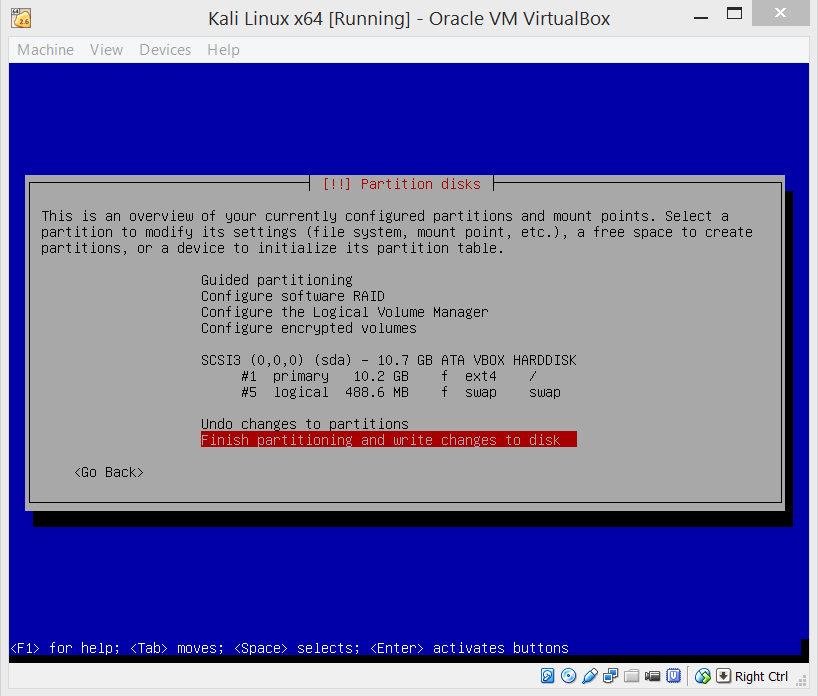 Kali Linux x64 [Running] - Oracle VM VirtualBox
Machine View Devices Help
[!!] Partition disks
This is an overview of your currently configured partitions and mount points. Select a
partition to modify its settings (file system, mount point, etc.), a free space to create
partitions, or a device to initialize its partition table.
Guided partitioning
Configure software RAID
Configure the Logical Volume Manager
Configure encrypted volumes
SCSI3 (0,0,0) (sda) - 10.7 GB ATA VBOX HARDDISK
#1 primary 10.2 GB f ext4 /
#5 logical 488.6 MB f swap swap
Undo changes to partitions
Finish partitioning and write changes to disk
<Go Back>
<F1> for help; <Tab> moves; <Space> selects; <Enter> activates buttons
Right Ctrl